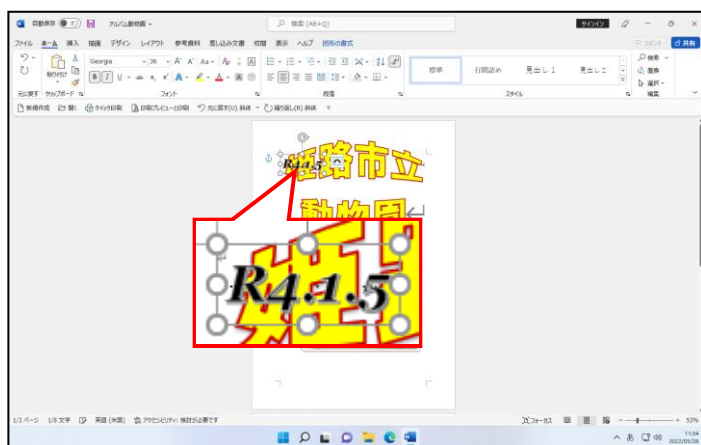 自動保存 アルバム動物園 検索 (Alt+Q) サインイン
ファイル ホーム 挿入 描画 デザイン レイアウト 参考資料 差し込み文書 校閲 表示 ヘルプ 図形の書式 コメント 共有
Georgia 36
貼り付け
標準 行間詰め 見出し 1 見出し 2
検索
置換
選択
元に戻す クリップボード フォント 段落 スタイル 編集
新規作成 開く クイック印刷 印刷プレビューと印刷 元に戻す(U) 斜体 繰り返し(R) 斜体
R4.1.5
姫路市立
動物園
R4.1.5
1/2 ページ 1/8 文字 英語 (米国) アクセシビリティ: 検討が必要です フォーカス 53%
あ 11:34
2022/01/28